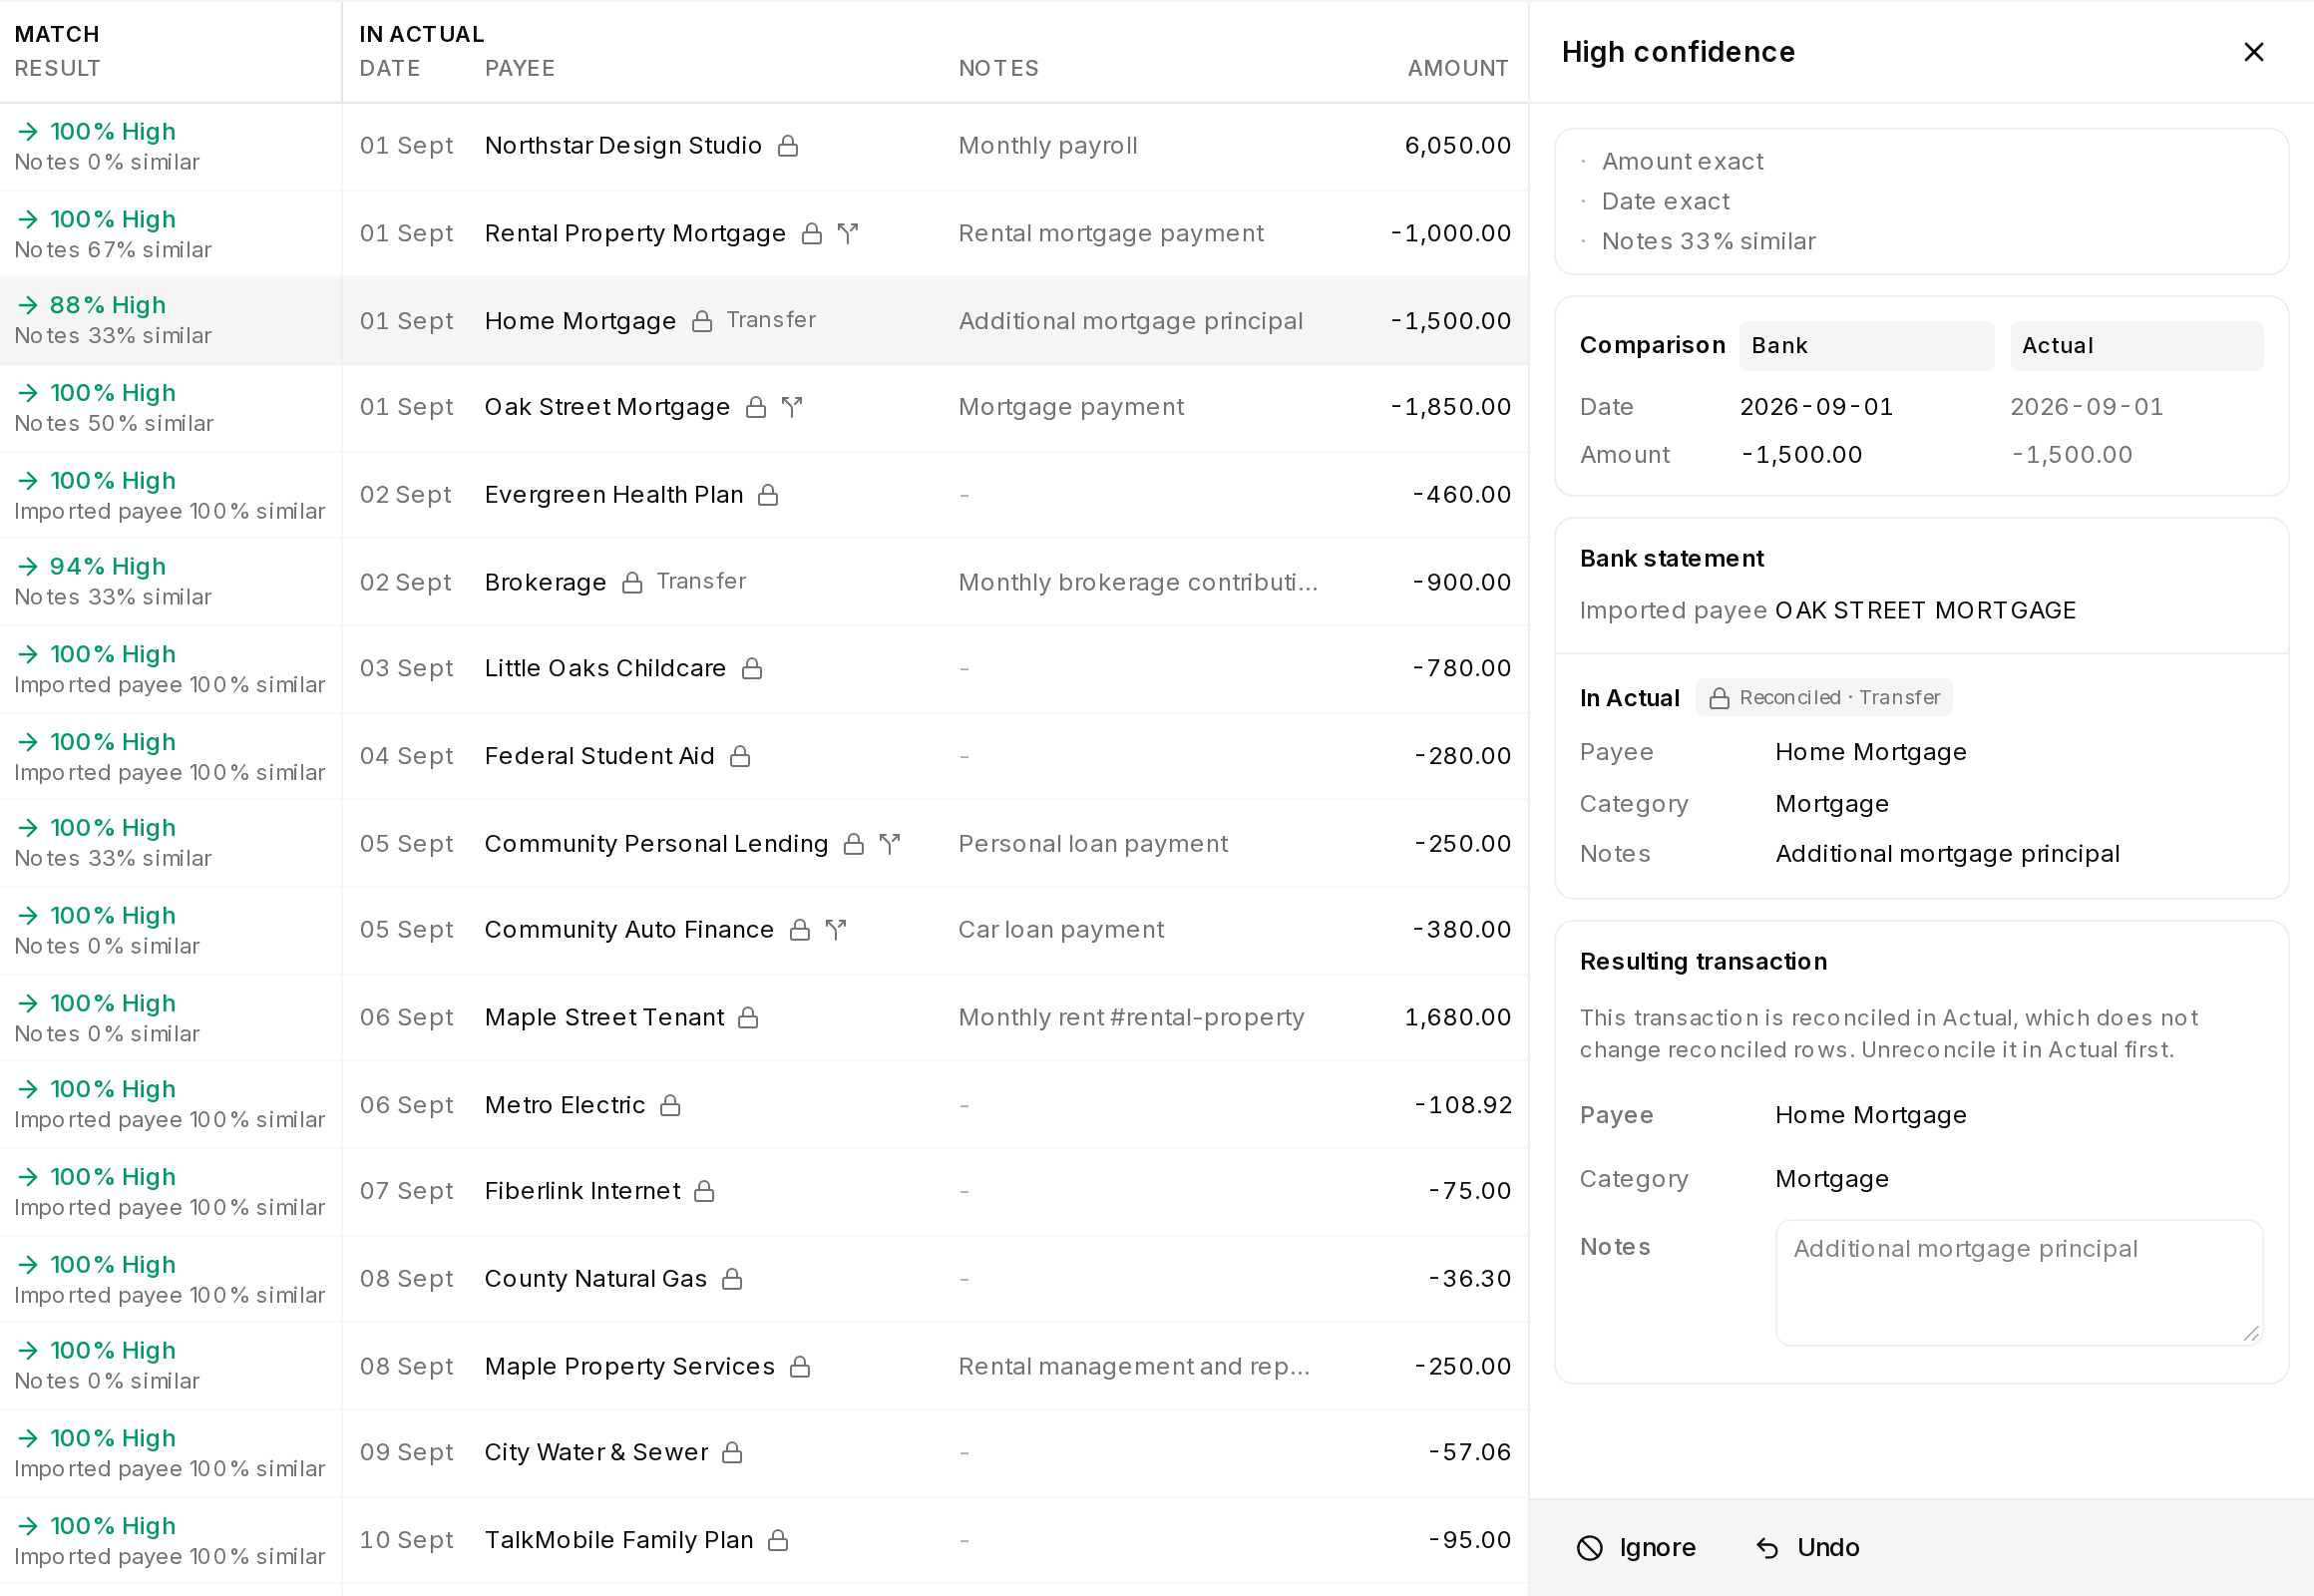 MATCH
RESULT
IN ACTUAL
DATE PAYEE NOTES AMOUNT
→ 100% High
Notes 0% similar
01 Sept Northstar Design Studio Monthly payroll 6,050.00
→ 100% High
Notes 67% similar
01 Sept Rental Property Mortgage Rental mortgage payment -1,000.00
→ 88% High
Notes 33% similar
01 Sept Home Mortgage Transfer Additional mortgage principal -1,500.00
→ 100% High
Notes 50% similar
01 Sept Oak Street Mortgage Mortgage payment -1,850.00
→ 100% High
Imported payee 100% similar
02 Sept Evergreen Health Plan - -460.00
→ 94% High
Notes 33% similar
02 Sept Brokerage Transfer Monthly brokerage contributi... -900.00
→ 100% High
Imported payee 100% similar
03 Sept Little Oaks Childcare - -780.00
→ 100% High
Imported payee 100% similar
04 Sept Federal Student Aid - -280.00
→ 100% High
Notes 33% similar
05 Sept Community Personal Lending Personal loan payment -250.00
→ 100% High
Notes 0% similar
05 Sept Community Auto Finance Car loan payment -380.00
→ 100% High
Notes 0% similar
06 Sept Maple Street Tenant Monthly rent #rental-property 1,680.00
→ 100% High
Imported payee 100% similar
06 Sept Metro Electric - -108.92
→ 100% High
Imported payee 100% similar
07 Sept Fiberlink Internet - -75.00
→ 100% High
Imported payee 100% similar
08 Sept County Natural Gas - -36.30
→ 100% High
Notes 0% similar
08 Sept Maple Property Services Rental management and rep... -250.00
→ 100% High
Imported payee 100% similar
09 Sept City Water & Sewer - -57.06
→ 100% High
Imported payee 100% similar
10 Sept TalkMobile Family Plan - -95.00
High confidence
· Amount exact
· Date exact
· Notes 33% similar
Comparison Bank Actual
Date 2026-09-01 2026-09-01
Amount -1,500.00 -1,500.00
Bank statement
Imported payee OAK STREET MORTGAGE
In Actual Reconciled · Transfer
Payee Home Mortgage
Category Mortgage
Notes Additional mortgage principal
Resulting transaction
This transaction is reconciled in Actual, which does not
change reconciled rows. Unreconcile it in Actual first.
Payee Home Mortgage
Category Mortgage
Notes Additional mortgage principal
Ignore Undo